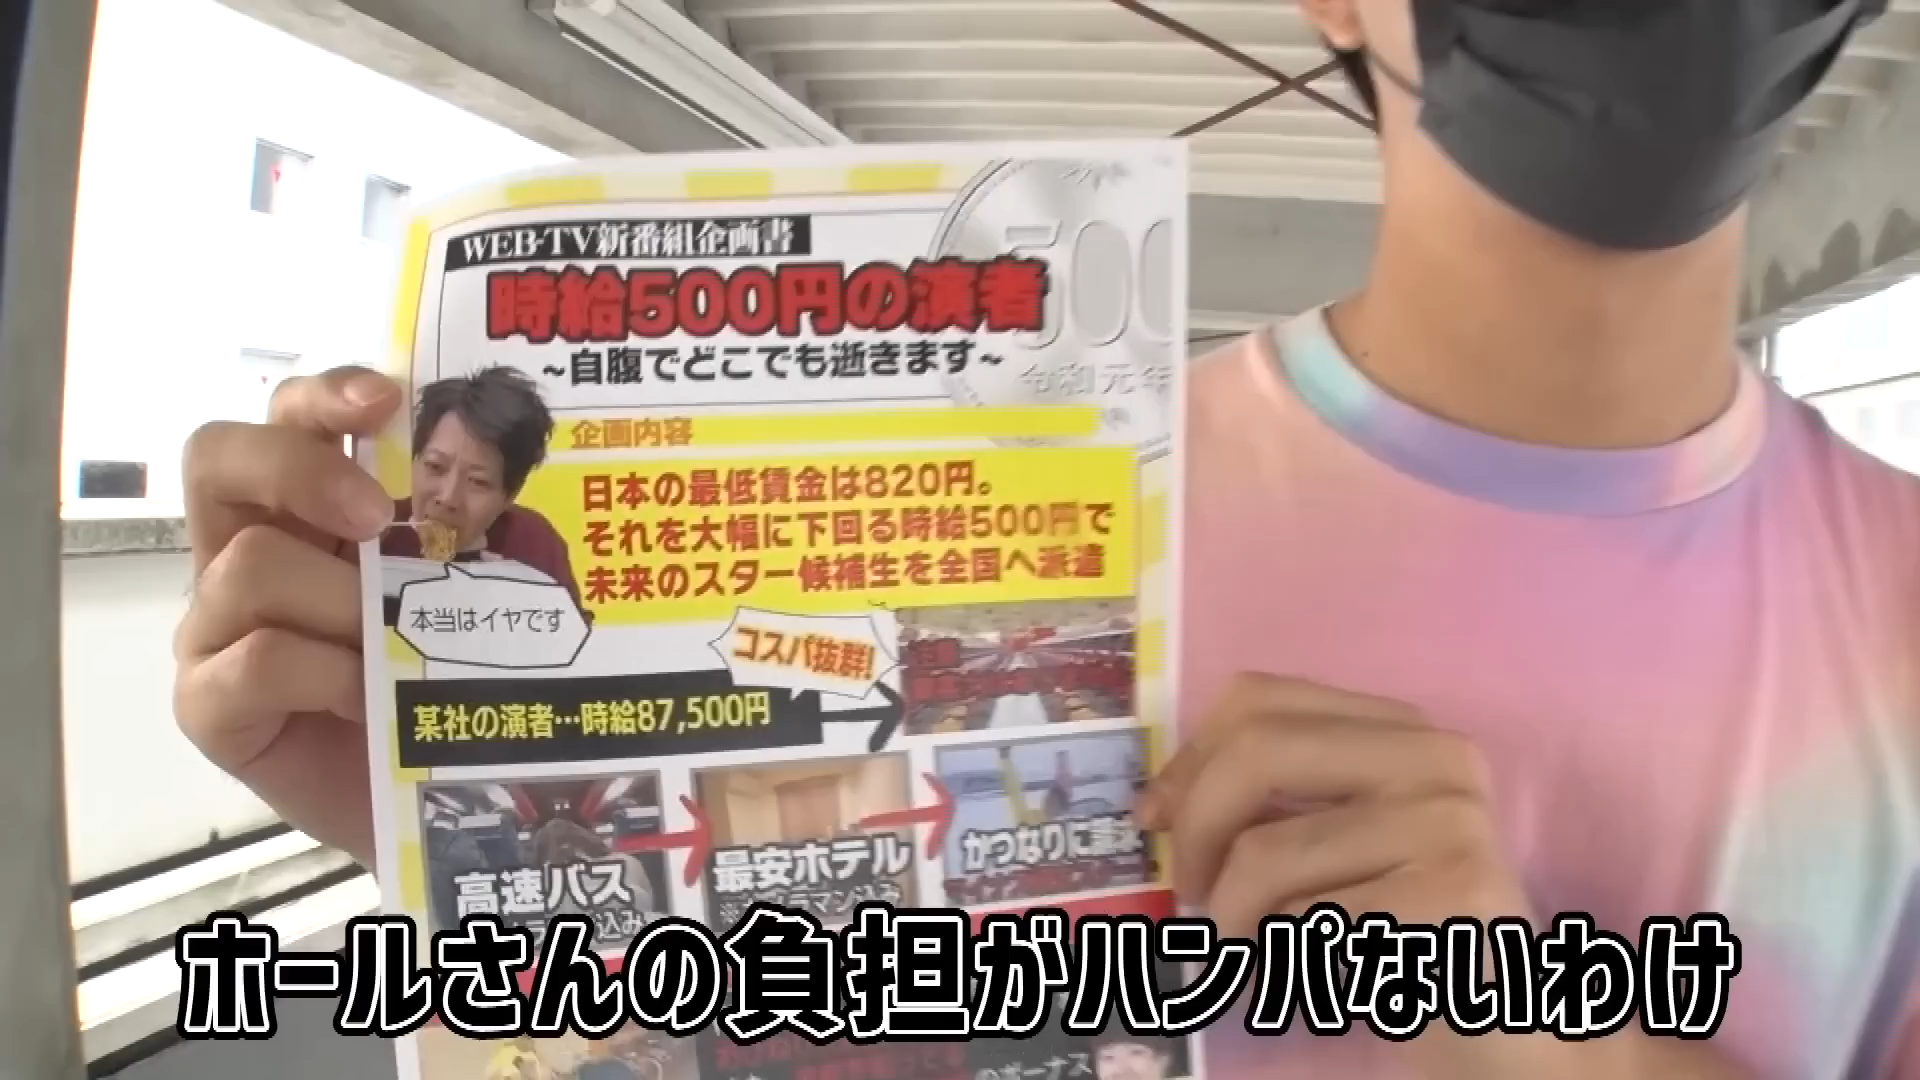 WEB-TV新番組企画書
時給500円の演者
~自腹でどこでも逝きます~
500
令和元年
企画内容
日本の最低賃金は820円。
それを大幅に下回る時給500円で
未来のスター候補生を全国へ派遣
本当はイヤです
コスパ抜群!
某社の演者…時給87,500円
高速バス
最安ホテル
かつなりに
ホールさんの負担がハンパないわけ
のボーナス